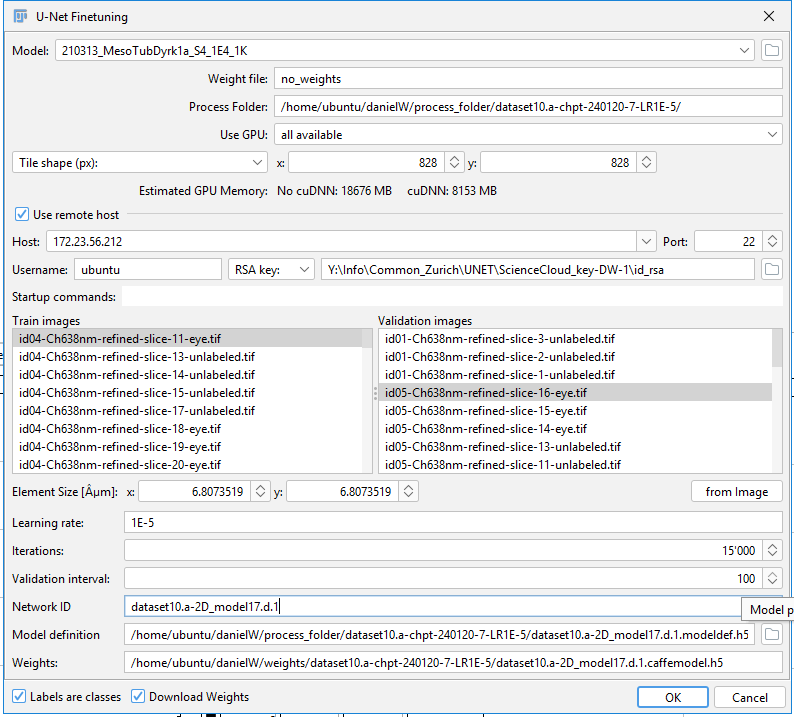 U-Net Finetuning
Model: 210313_MesoTubDyrk1a_S4_1E4_1K
Weight file: no_weights
Process Folder: /home/ubuntu/danielW/process_folder/dataset10.a-chpt-240120-7-LR1E-5/
Use GPU: all available
Tile shape (px): x: 828 y: 828
Estimated GPU Memory: No cuDNN: 18676 MB cuDNN: 8153 MB
Use remote host
Host: 172.23.56.212 Port: 22
Username: ubuntu RSA key: Y:\Info\Common_Zurich\UNET\ScienceCloud_key-DW-1\id_rsa
Startup commands:
Train images
id04-Ch638nm-refined-slice-11-eye.tif
id04-Ch638nm-refined-slice-13-unlabeled.tif
id04-Ch638nm-refined-slice-14-unlabeled.tif
id04-Ch638nm-refined-slice-15-unlabeled.tif
id04-Ch638nm-refined-slice-17-unlabeled.tif
id04-Ch638nm-refined-slice-18-eye.tif
id04-Ch638nm-refined-slice-19-eye.tif
id04-Ch638nm-refined-slice-20-eye.tif
Validation images
id01-Ch638nm-refined-slice-3-unlabeled.tif
id01-Ch638nm-refined-slice-2-unlabeled.tif
id01-Ch638nm-refined-slice-1-unlabeled.tif
id05-Ch638nm-refined-slice-16-eye.tif
id05-Ch638nm-refined-slice-15-eye.tif
id05-Ch638nm-refined-slice-14-eye.tif
id05-Ch638nm-refined-slice-13-unlabeled.tif
id05-Ch638nm-refined-slice-11-unlabeled.tif
Element Size [Âµm]: x: 6.8073519 y: 6.8073519 from Image
Learning rate: 1E-5
Iterations: 15'000
Validation interval: 100
Network ID dataset10.a-2D_model17.d.1
Model p
Model definition /home/ubuntu/danielW/process_folder/dataset10.a-chpt-240120-7-LR1E-5/dataset10.a-2D_model17.d.1.modeldef.h5
Weights: /home/ubuntu/danielW/weights/dataset10.a-chpt-240120-7-LR1E-5/dataset10.a-2D_model17.d.1.caffemodel.h5
Labels are classes Download Weights OK Cancel